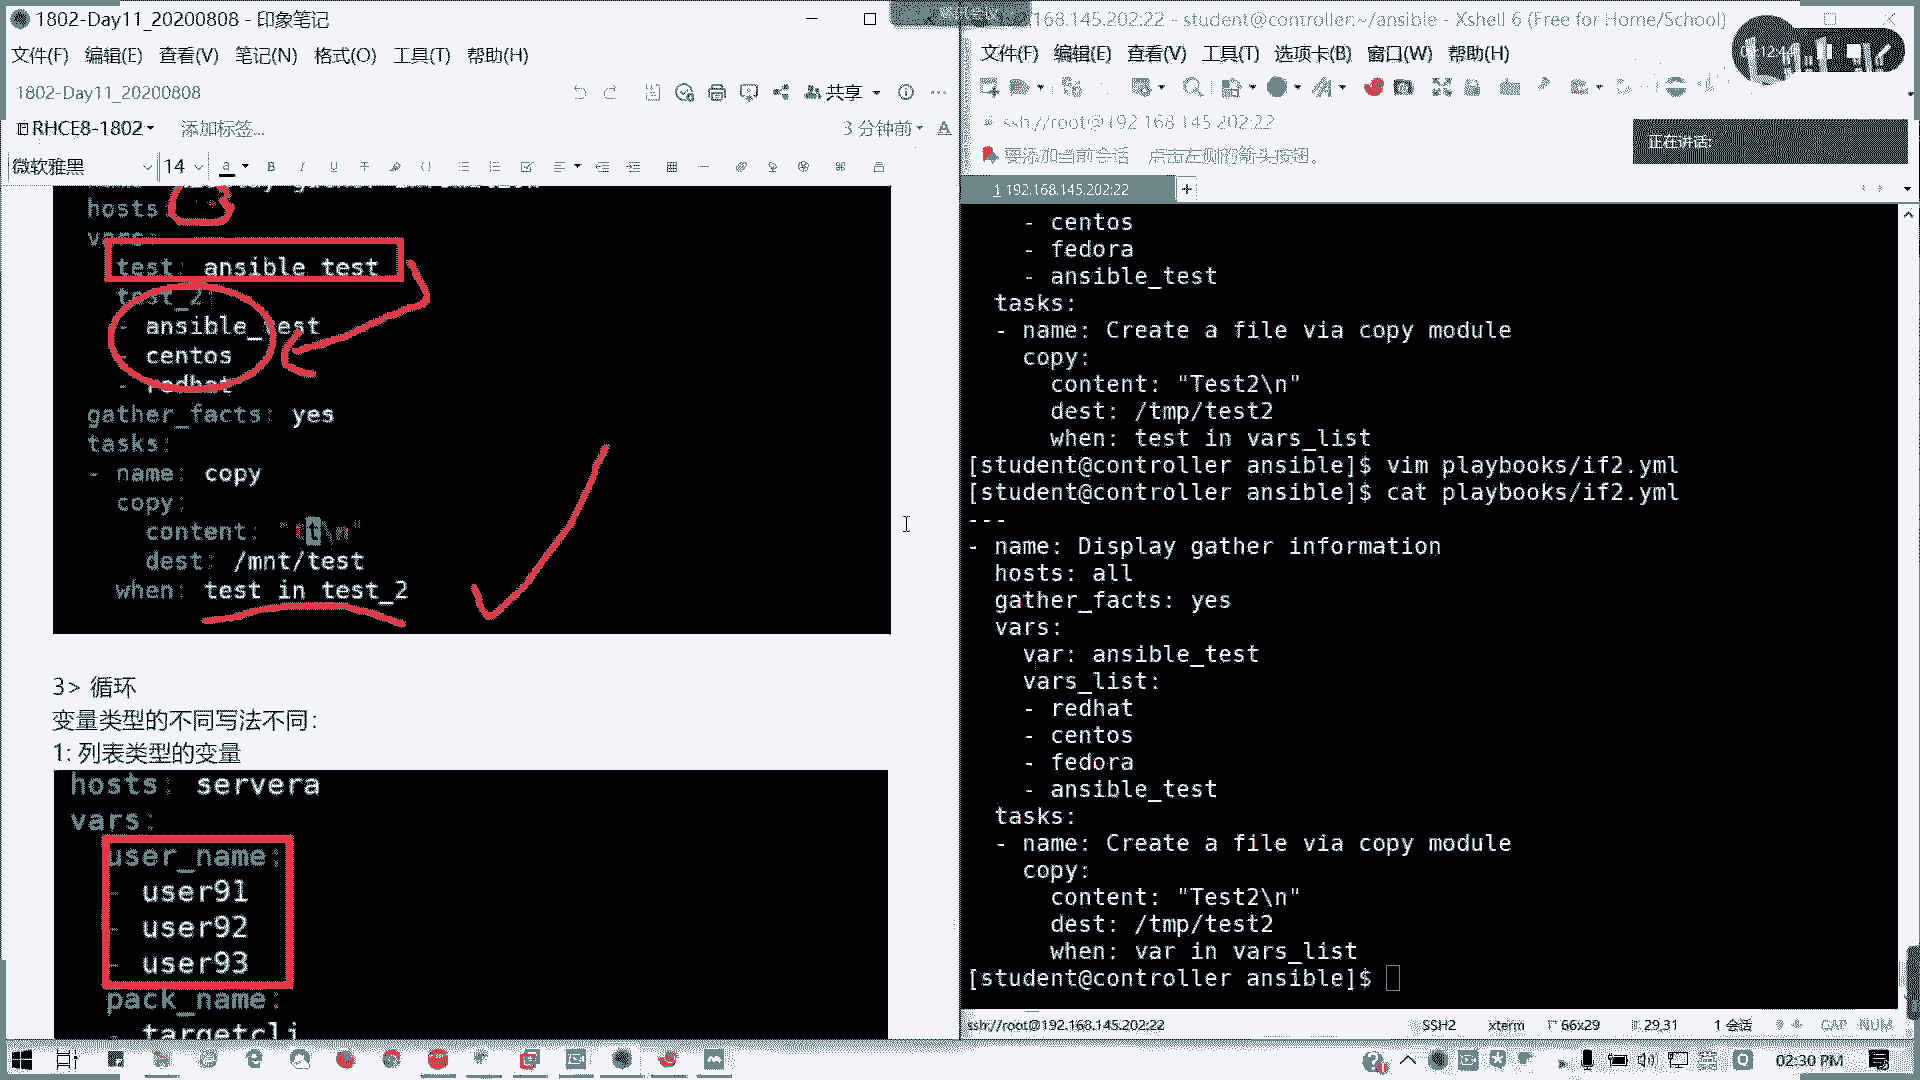 1802-Day11_20200808 - 印象笔记
文件(F) 编辑(E) 查看(V) 笔记(N) 格式(O) 工具(T) 帮助(H)
1802-Day11_20200808
共享
RHCE8-1802
添加标签...
3 分钟前
微软雅黑
14
hosts
vars:
test: ansible test
test_2:
- ansible_test
- centos
- redhat
gather_facts: yes
tasks:
- name: copy
copy:
content:
dest: /mnt/test
when: test in test_2
3> 循环
变量类型的不同写法不同:
1: 列表类型的变量
hosts: servera
vars:
user_name:
- user91
- user92
- user93
pack_name:
- targetcli
168.145.202:22 - student@controller:~/ansible - Xshell 6 (Free for Home/School)
文件(F) 编辑(E) 查看(V) 工具(T) 选项卡(B) 窗口(W) 帮助(H)
ssh://root@192.168.145.202:22
要添加当前会话，点击左侧的箭头按钮。
正在讲话:
1 192.168.145.202:22
- centos
- fedora
- ansible_test
tasks:
- name: Create a file via copy module
copy:
content: "Test2\n"
dest: /tmp/test2
when: test in vars_list
[student@controller ansible]$ vim playbooks/if2.yml
[student@controller ansible]$ cat playbooks/if2.yml
---
- name: Display gather information
hosts: all
gather_facts: yes
vars:
var: ansible_test
vars_list:
- redhat
- centos
- fedora
- ansible_test
tasks:
- name: Create a file via copy module
copy:
content: "Test2\n"
dest: /tmp/test2
when: var in vars_list
[student@controller ansible]$
ssh://root@192.168.145.202:22
SSH2
xterm
66x29
29,31
1 会话
CAP NUM
02:30 PM